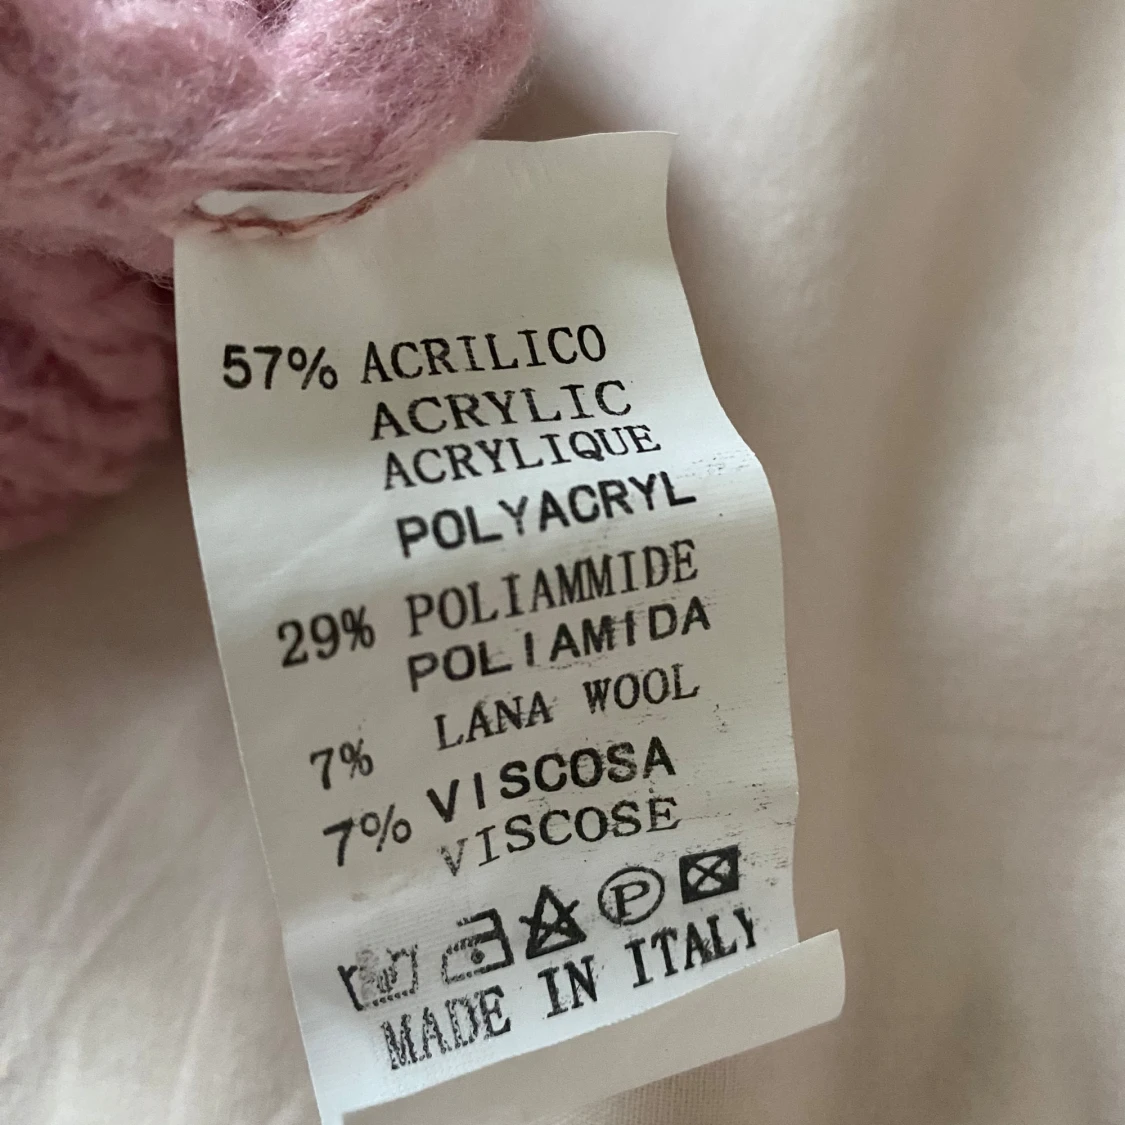 57% ACRILICO
ACRYLIC
ACRYLIQUE
POLYACRYL
29% POLIAMMIDE
POLIAMIDA
7% LANA WOOL
7% VISCOSA
VISCOSE
P
MADE IN ITALY